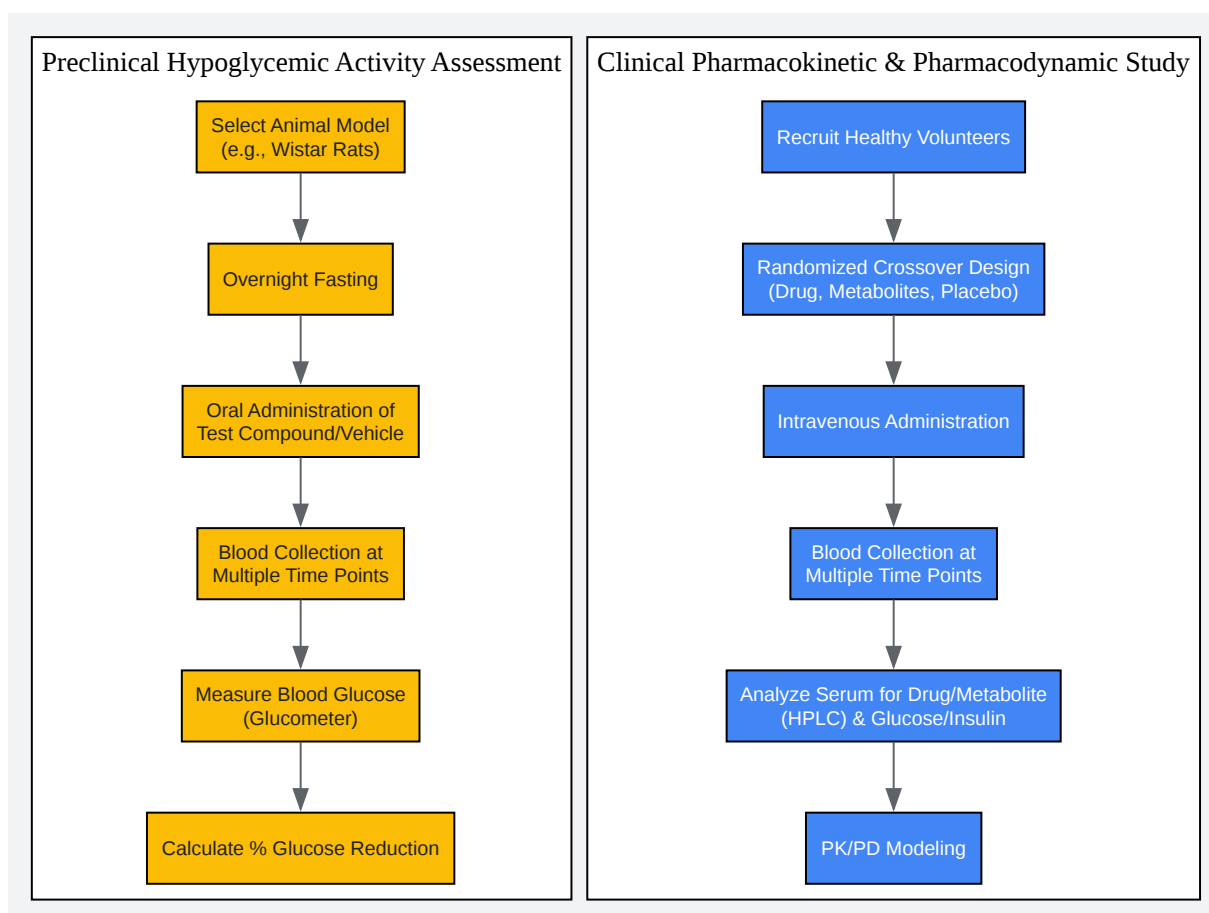 Preclinical Hypoglycemic Activity Assessment
Select Animal Model
(e.g., Wistar Rats)
Overnight Fasting
Oral Administration of
Test Compound/Vehicle
Blood Collection at
Multiple Time Points
Measure Blood Glucose
(Glucometer)
Calculate % Glucose Reduction
Clinical Pharmacokinetic & Pharmacodynamic Study
Recruit Healthy Volunteers
Randomized Crossover Design
(Drug, Metabolites, Placebo)
Intravenous Administration
Blood Collection at
Multiple Time Points
Analyze Serum for Drug/Metabolite
(HPLC) & Glucose/Insulin
PK/PD Modeling